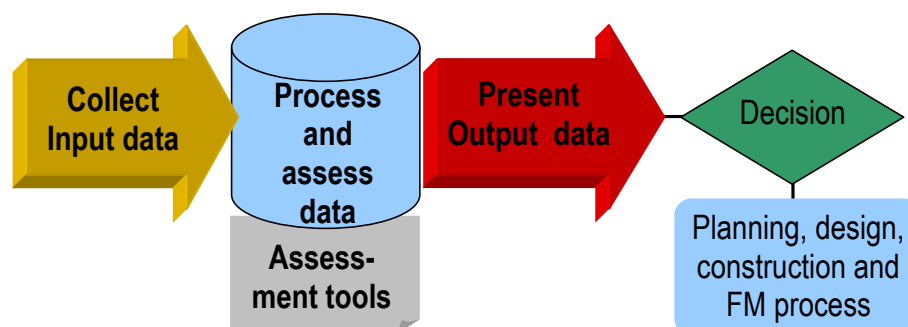 Collect
Input data
Process
and
assess
data
Assess-
ment tools
Present
Output data
Decision
Planning, design,
construction and
FM process